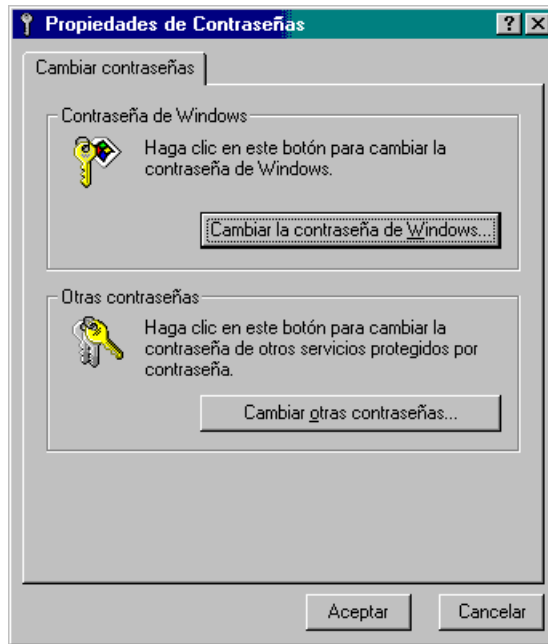 Propiedades de Contraseñas
Cambiar contraseñas
Contraseña de Windows
Haga clic en este botón para cambiar la
contraseña de Windows.
Cambiar la contraseña de Windows...
Otras contraseñas
Haga clic en este botón para cambiar la
contraseña de otros servicios protegidos por
contraseña.
Cambiar otras contraseñas...
Aceptar
Cancelar